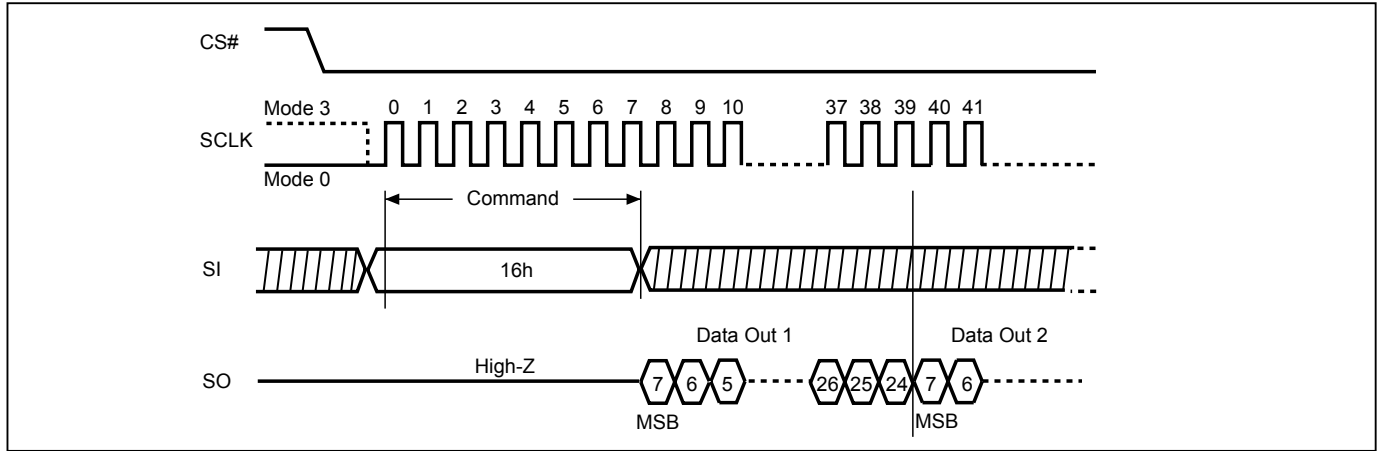 CS#
Mode 3 0 1 2 3 4 5 6 7 8 9 10 37 38 39 40 41
SCLK
Mode 0
Command
SI 16h
Data Out 1 Data Out 2
SO High-Z 7 6 5 26 25 24 7 6
MSB MSB